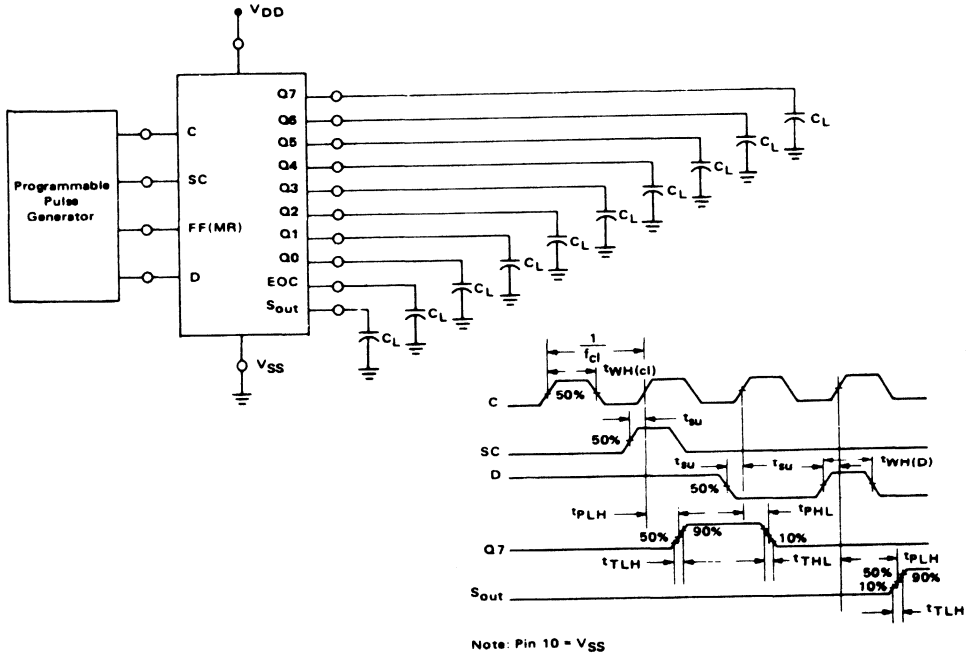 VDD
Programmable
Pulse
Generator
C
SC
FF(MR)
D
Q7
Q6
Q5
Q4
Q3
Q2
Q1
Q0
EOC
Sout
CL
CL
CL
CL
CL
CL
CL
CL
CL
CL
VSS
1
fcl
tWH(cl)
50%
C
tsu
50%
SC
D
tsu
tsu
tWH(D)
50%
tPLH
tPHL
50%
90%
10%
Q7
tTLH
tTHL
tPLH
50%
90%
10%
Sout
tTLH
Note: Pin 10 = VSS